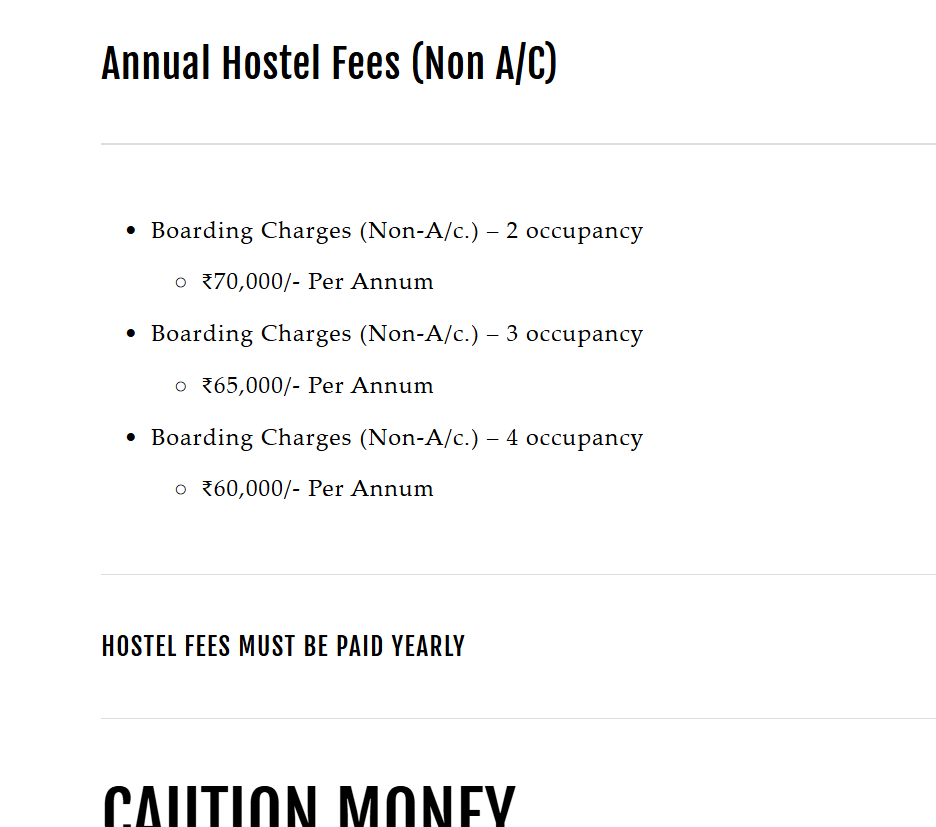 Annual Hostel Fees (Non A/C)
• Boarding Charges (Non-A/c.) – 2 occupancy
○ ₹70,000/- Per Annum
• Boarding Charges (Non-A/c.) – 3 occupancy
○ ₹65,000/- Per Annum
• Boarding Charges (Non-A/c.) – 4 occupancy
○ ₹60,000/- Per Annum
HOSTEL FEES MUST BE PAID YEARLY
CAUTION MONEY